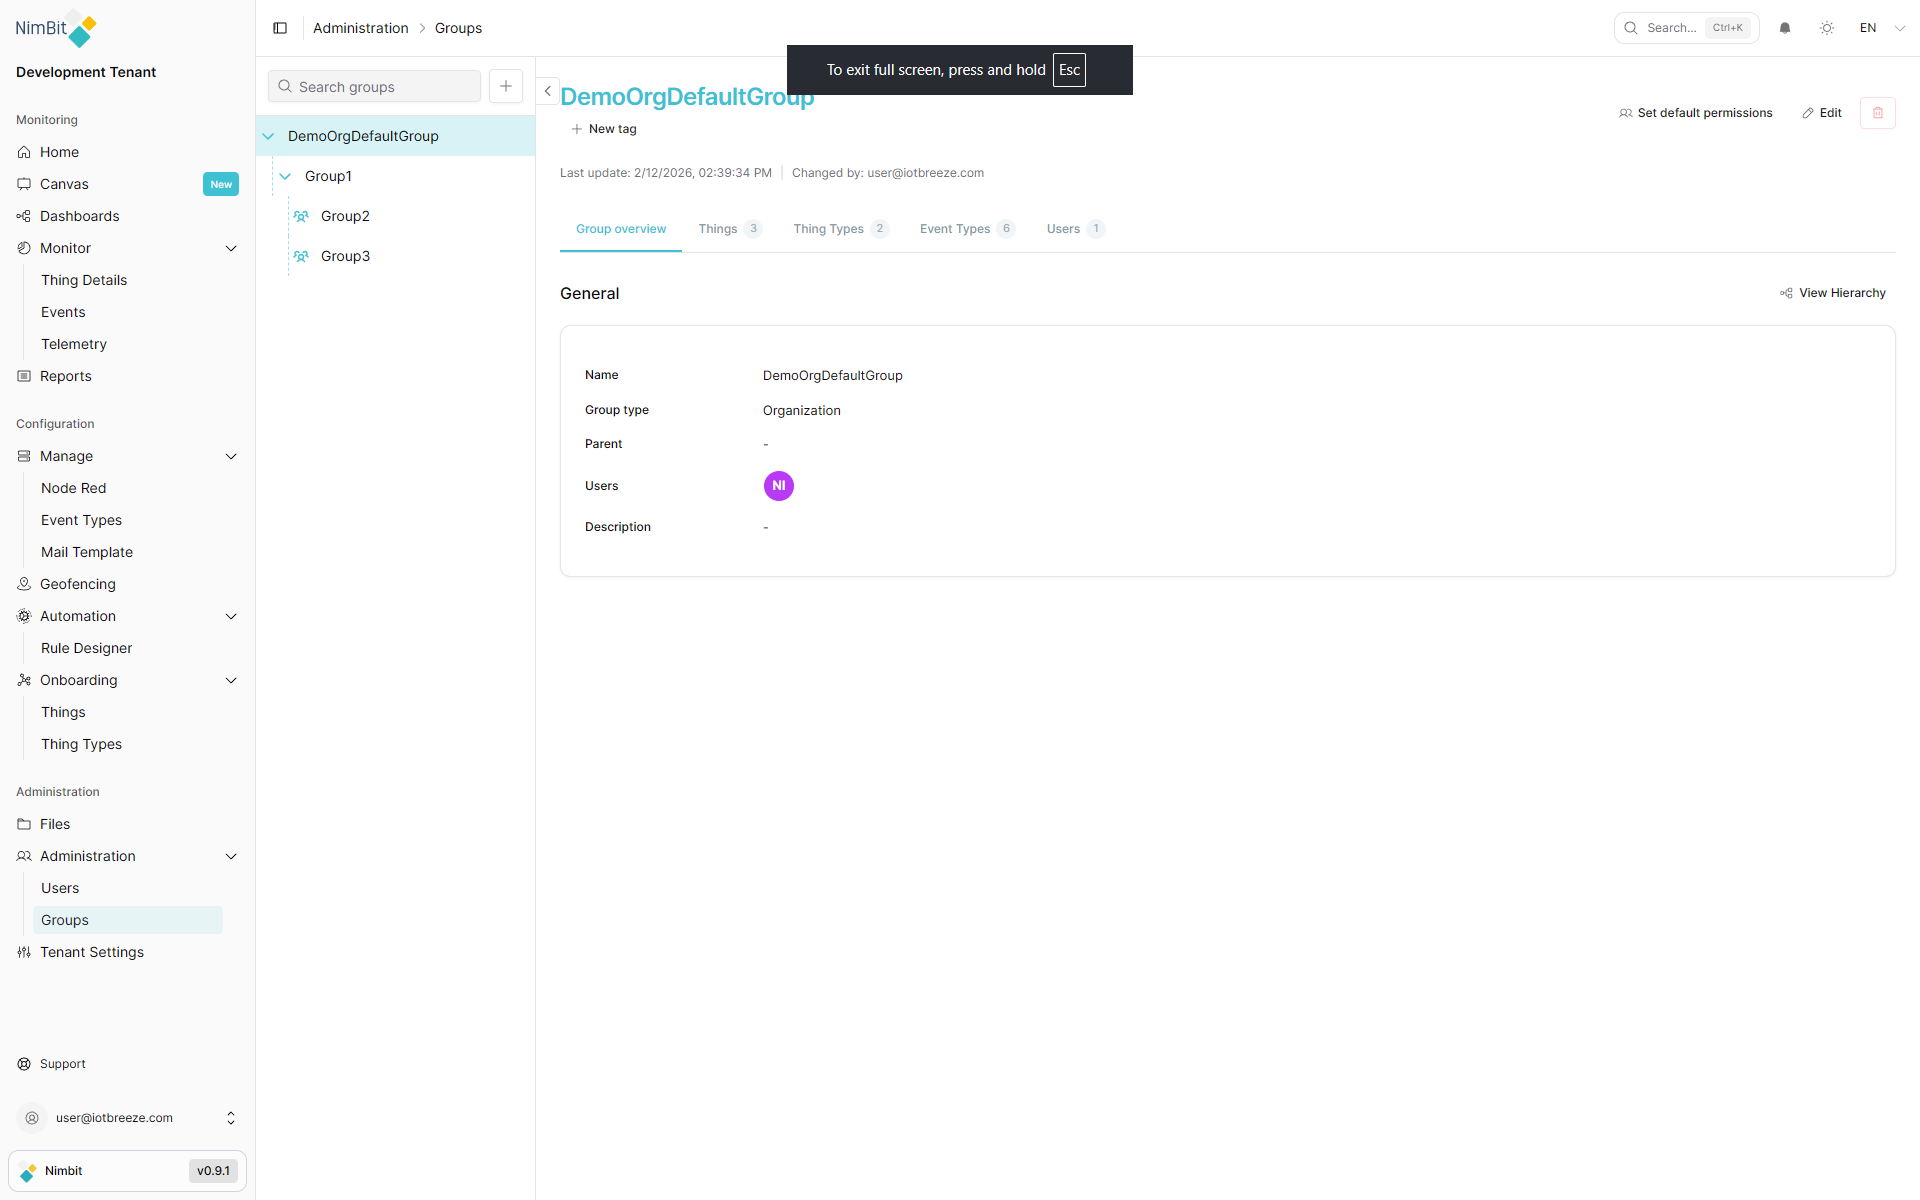 NimBit
Development Tenant
Monitoring
Home
Canvas New
Dashboards
Monitor
Thing Details
Events
Telemetry
Reports
Configuration
Manage
Node Red
Event Types
Mail Template
Geofencing
Automation
Rule Designer
Onboarding
Things
Thing Types
Administration
Files
Administration
Users
Groups
Tenant Settings
Support
user@iotbreeze.com
Nimbit v0.9.1
Administration > Groups
Search... Ctrl+K EN
To exit full screen, press and hold Esc
Search groups
DemoOrgDefaultGroup
Group1
Group2
Group3
DemoOrgDefaultGroup
New tag
Set default permissions Edit
Last update: 2/12/2026, 02:39:34 PM Changed by: user@iotbreeze.com
Group overview Things 3 Thing Types 2 Event Types 6 Users 1
General View Hierarchy
Name DemoOrgDefaultGroup
Group type Organization
Parent -
Users NI
Description -